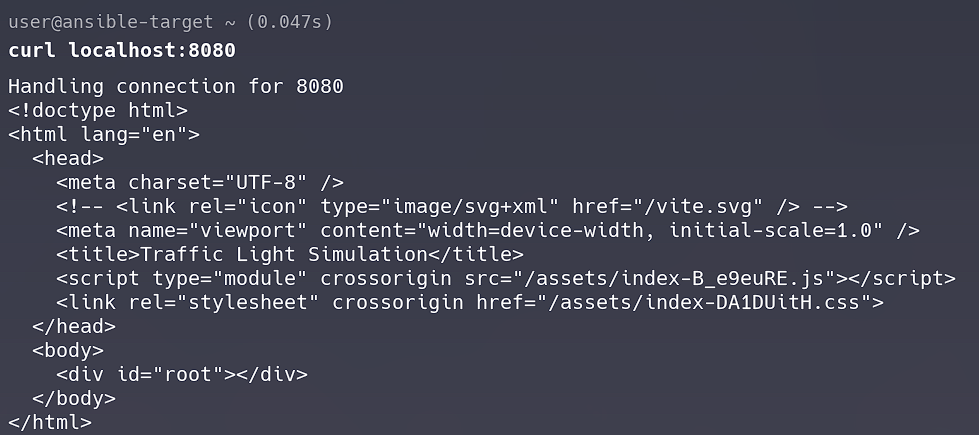 user@ansible-target ~ (0.047s)
curl localhost:8080
Handling connection for 8080
<!doctype html>
<html lang="en">
  <head>
    <meta charset="UTF-8" />
    <!-- <link rel="icon" type="image/svg+xml" href="/vite.svg" /> -->
    <meta name="viewport" content="width=device-width, initial-scale=1.0" />
    <title>Traffic Light Simulation</title>
    <script type="module" crossorigin src="/assets/index-B_e9euRE.js"></script>
    <link rel="stylesheet" crossorigin href="/assets/index-DA1DUitH.css">
  </head>
  <body>
    <div id="root"></div>
  </body>
</html>